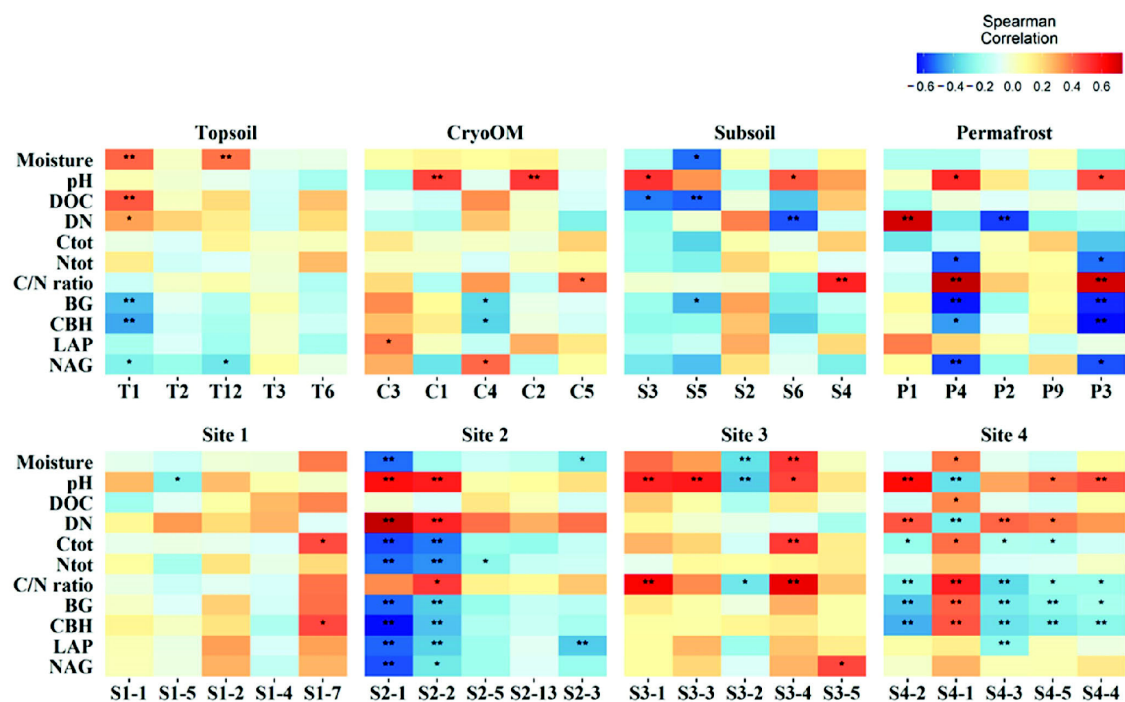 Spearman
Correlation
−0.6 −0.4 −0.2 0.0 0.2 0.4 0.6
Topsoil CryoOM Subsoil Permafrost
Moisture ** ** *
pH ** ** * * * *
DOC ** * **
DN * * ** **
Ctot
Ntot * *
C/N ratio * ** ** **
BG ** * * ** **
CBH ** * * **
LAP *
NAG * * * ** *
T1 T2 T12 T3 T6 C3 C1 C4 C2 C5 S3 S5 S2 S6 S4 P1 P4 P2 P9 P3
Site 1 Site 2 Site 3 Site 4
Moisture ** * ** ** *
pH * ** ** ** ** ** * ** ** * **
DOC *
DN ** ** ** ** ** *
Ctot * ** ** ** * * * *
Ntot ** ** *
C/N ratio * ** * ** ** ** ** * *
BG ** ** ** ** ** ** *
CBH * ** ** ** ** ** ** **
LAP ** ** ** **
NAG ** * *
S1-1 S1-5 S1-2 S1-4 S1-7 S2-1 S2-2 S2-5 S2-13 S2-3 S3-1 S3-3 S3-2 S3-4 S3-5 S4-2 S4-1 S4-3 S4-5 S4-4